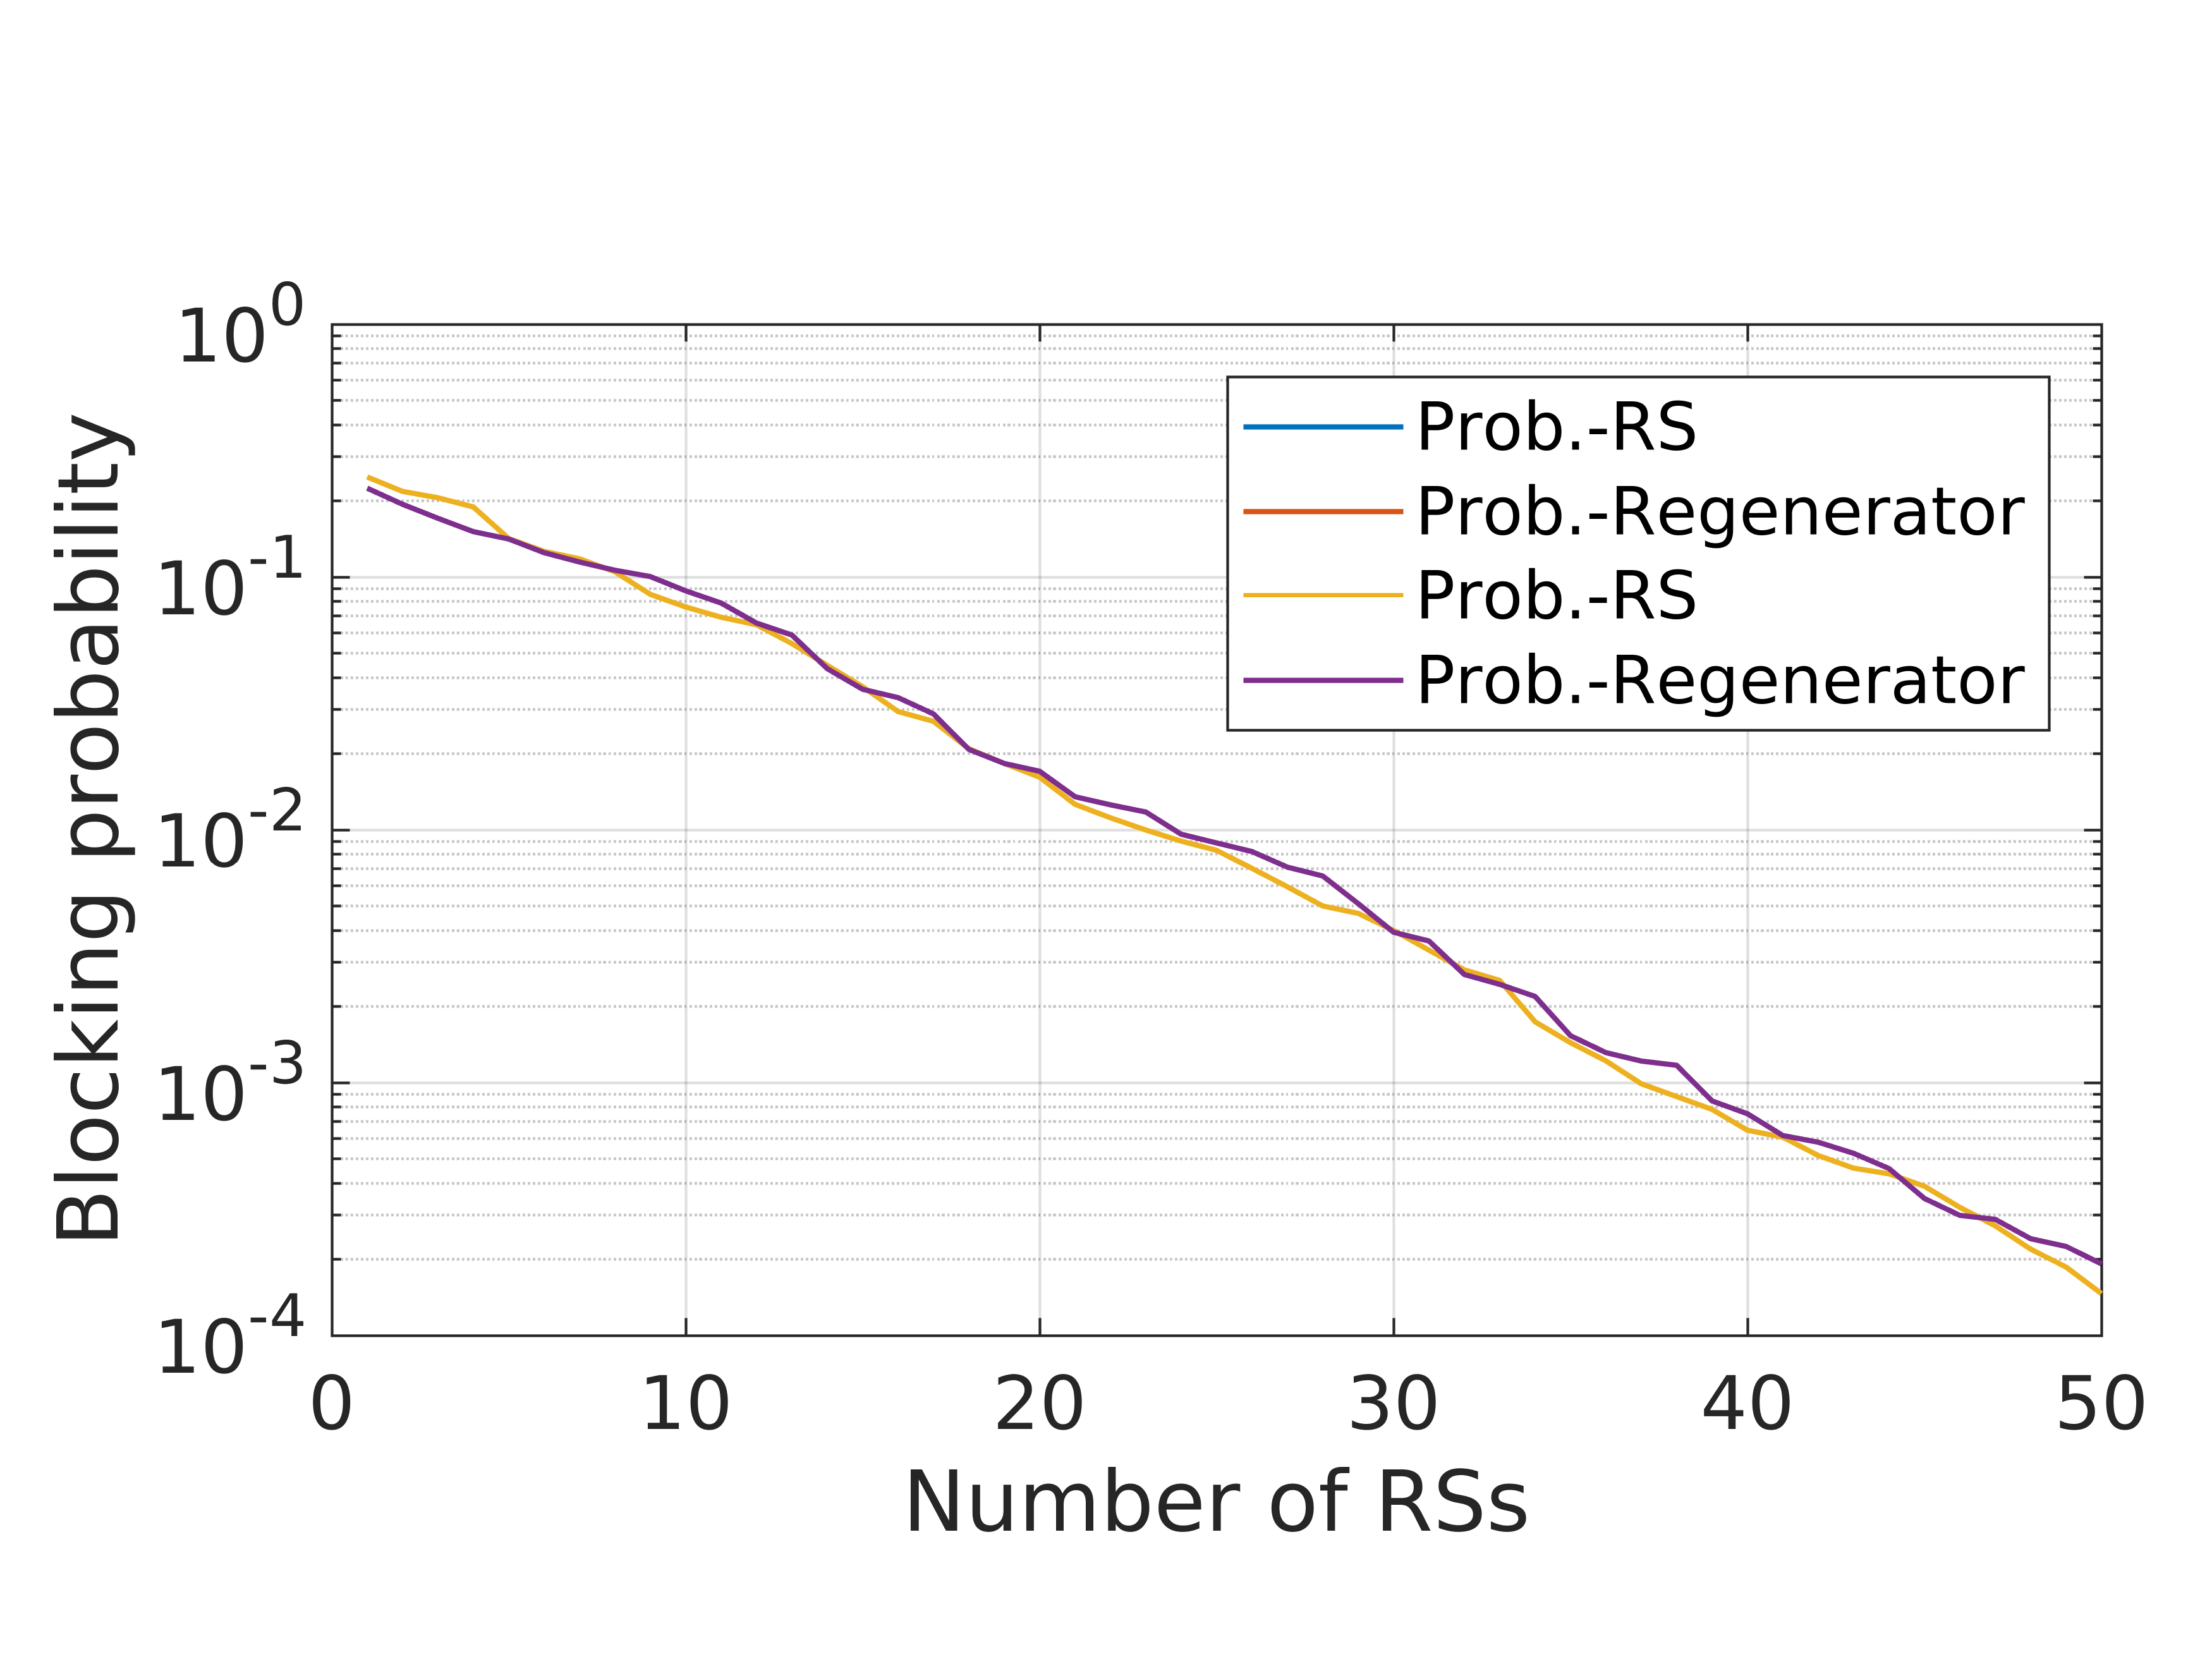 10^0
10^-1
10^-2
10^-3
10^-4
Blocking probability
Prob.-RS
Prob.-Regenerator
Prob.-RS
Prob.-Regenerator
0 10 20 30 40 50
Number of RSs